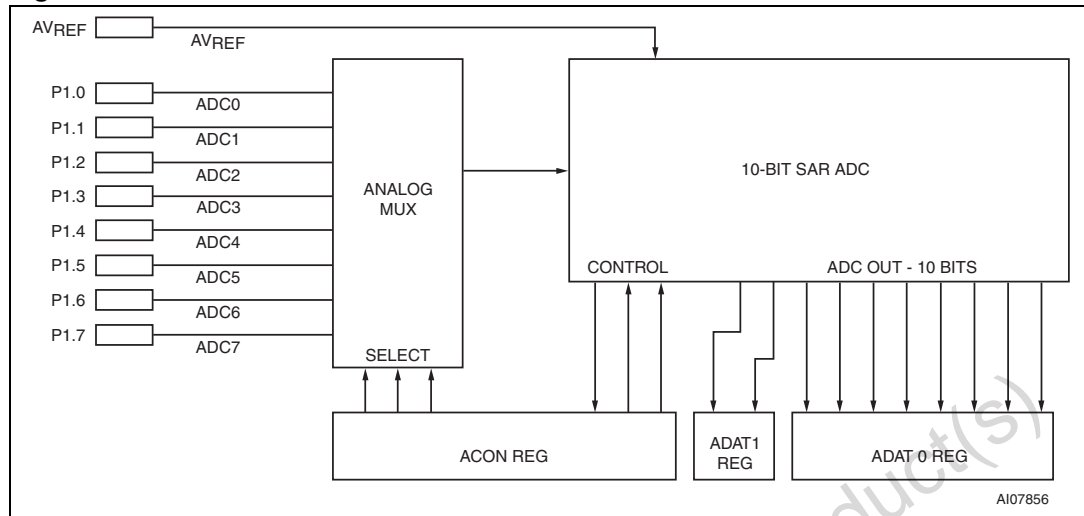 AVREF
AVREF
P1.0
ADC0
P1.1
ADC1
P1.2
ADC2
P1.3
ADC3
P1.4
ADC4
P1.5
ADC5
P1.6
ADC6
P1.7
ADC7
ANALOG
MUX
SELECT
10-BIT SAR ADC
CONTROL
ADC OUT - 10 BITS
ACON REG
ADAT1
REG
ADAT 0 REG
AI07856
duct(s)